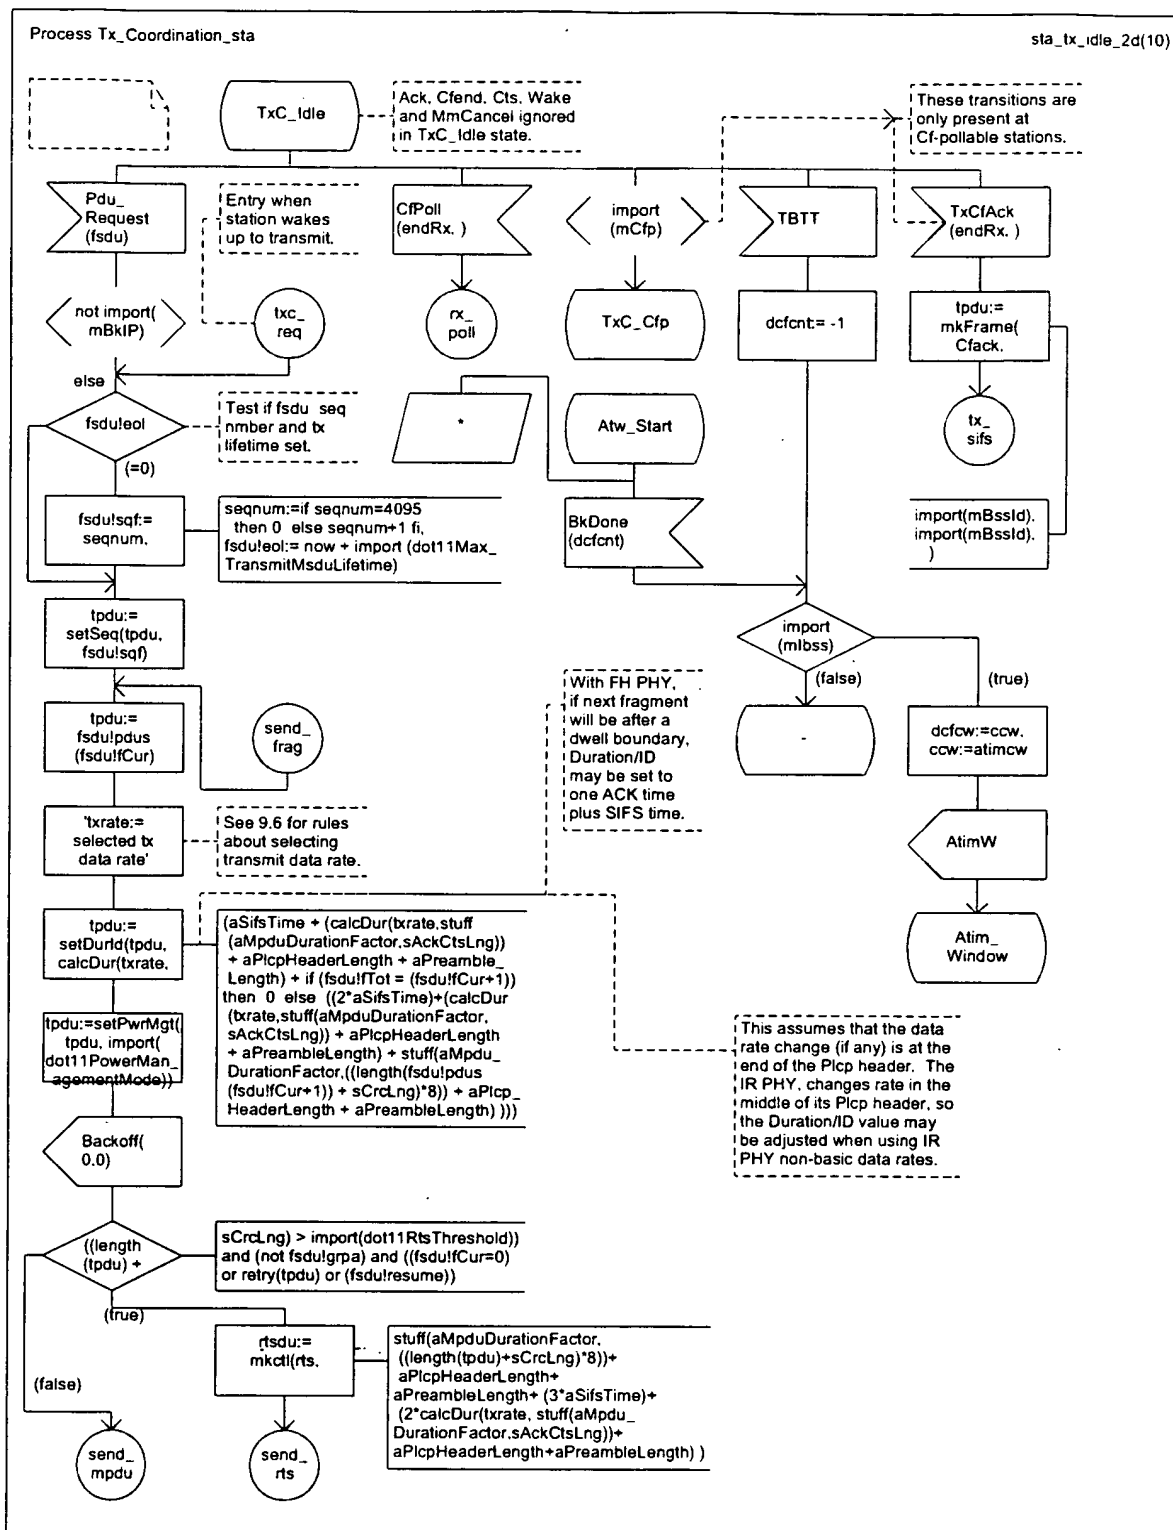 Process Tx_Coordination_sta
sta_tx_idle_2d(10)
TxC_Idle
Ack, Cfend, Cts, Wake
and MmCancel ignored
in TxC_Idle state.
These transitions are
only present at
Cf-pollable stations.
Pdu_
Request
(fsdu)
Entry when
station wakes
up to transmit.
CfPoll
(endRx, )
import
(mCfp)
TBTT
TxCfAck
(endRx, )
not import(
mBkIP)
txc_
req
rx_
poll
TxC_Cfp
dcfcnt:= -1
tpdu:=
mkFrame(
Cfack,
else
fsdu!eol
Test if fsdu seq
nmber and tx
lifetime set.
*
Atw_Start
tx_
sifs
(=0)
fsdu!sqf:=
seqnum,
seqnum:=if seqnum=4095
then 0 else seqnum+1 fi,
fsdu!eol:= now + import (dot11Max_
TransmitMsduLifetime)
BkDone
(dcfcnt)
import(mBssId),
import(mBssId),
)
tpdu:=
setSeq(tpdu,
fsdu!sqf)
import
(mIbss)
(false)
(true)
With FH PHY,
if next fragment
will be after a
dwell boundary,
Duration/ID
may be set to
one ACK time
plus SIFS time.
tpdu:=
fsdu!pdus
(fsdu!fCur)
send_
frag
-
dcfcw:=ccw,
ccw:=atimcw
'txrate:=
selected tx
data rate'
See 9.6 for rules
about selecting
transmit data rate.
AtimW
tpdu:=
setDurId(tpdu,
calcDur(txrate,
(aSifsTime + (calcDur(txrate,stuff
(aMpduDurationFactor,sAckCtsLng))
+ aPlcpHeaderLength + aPreamble_
Length) + if (fsdu!fTot = (fsdu!fCur+1))
then 0 else ((2*aSifsTime)+(calcDur
(txrate,stuff(aMpduDurationFactor,
sAckCtsLng)) + aPlcpHeaderLength
+ aPreambleLength) + stuff(aMpdu_
DurationFactor,((length(fsdu!pdus
(fsdu!fCur+1)) + sCrcLng)*8)) + aPlcp_
HeaderLength + aPreambleLength) )))
Atim_
Window
tpdu:=setPwrMgt(
tpdu, import(
dot11PowerMan_
agementMode))
This assumes that the data
rate change (if any) is at the
end of the Plcp header. The
IR PHY, changes rate in the
middle of its Plcp header, so
the Duration/ID value may
be adjusted when using IR
PHY non-basic data rates.
Backoff(
0,0)
((length
(tpdu) +
sCrcLng) > import(dot11RtsThreshold))
and (not fsdu!grpa) and ((fsdu!fCur=0)
or retry(tpdu) or (fsdu!resume))
(true)
rtsdu:=
mkctl(rts,
stuff(aMpduDurationFactor,
((length(tpdu)+sCrcLng)*8))+
aPlcpHeaderLength+
aPreambleLength+ (3*aSifsTime)+
(2*calcDur(txrate, stuff(aMpdu_
DurationFactor,sAckCtsLng))+
aPlcpHeaderLength+aPreambleLength) )
(false)
send_
mpdu
send_
rts